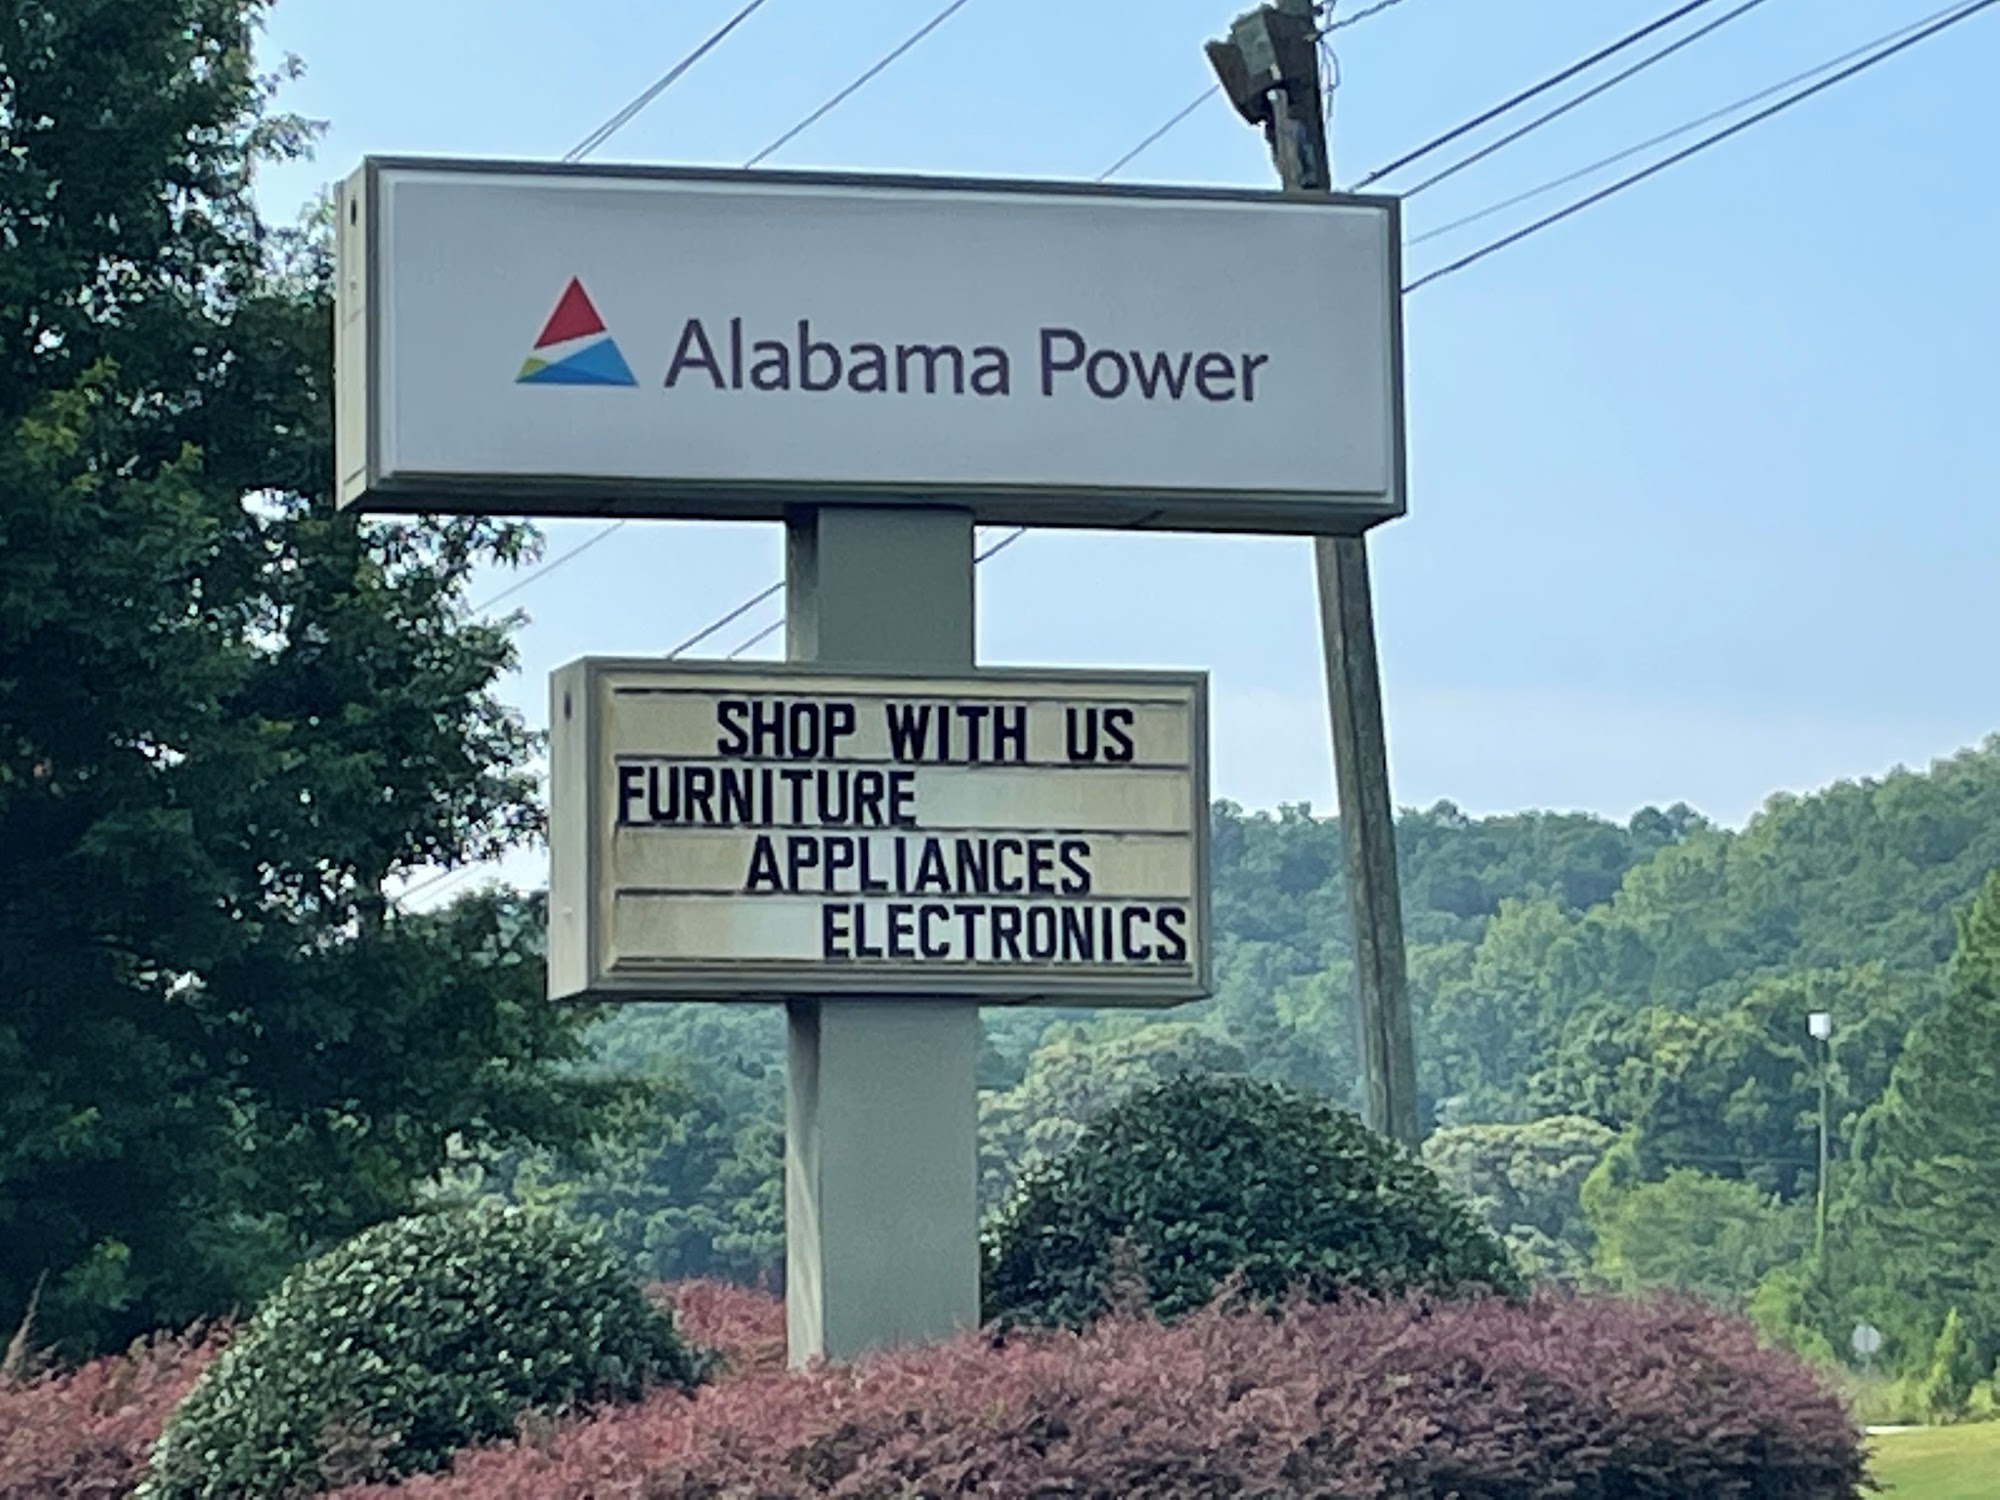 Alabama Power
SHOP WITH US
FURNITURE
APPLIANCES
ELECTRONICS